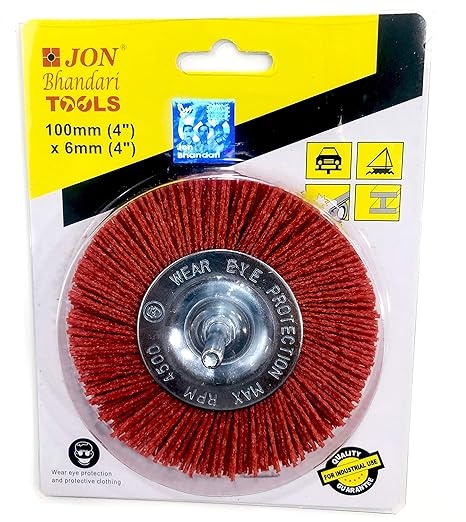 JON®
Bhandari
TOOLS
100mm (4")
x 6mm (4")
Jon
Bhandari
WEAR EYE PROTECTION MAX RPM 4500
Wear eye protection
and protective clothing
QUALITY
FOR INDUSTRIAL USE
GUARANTEE